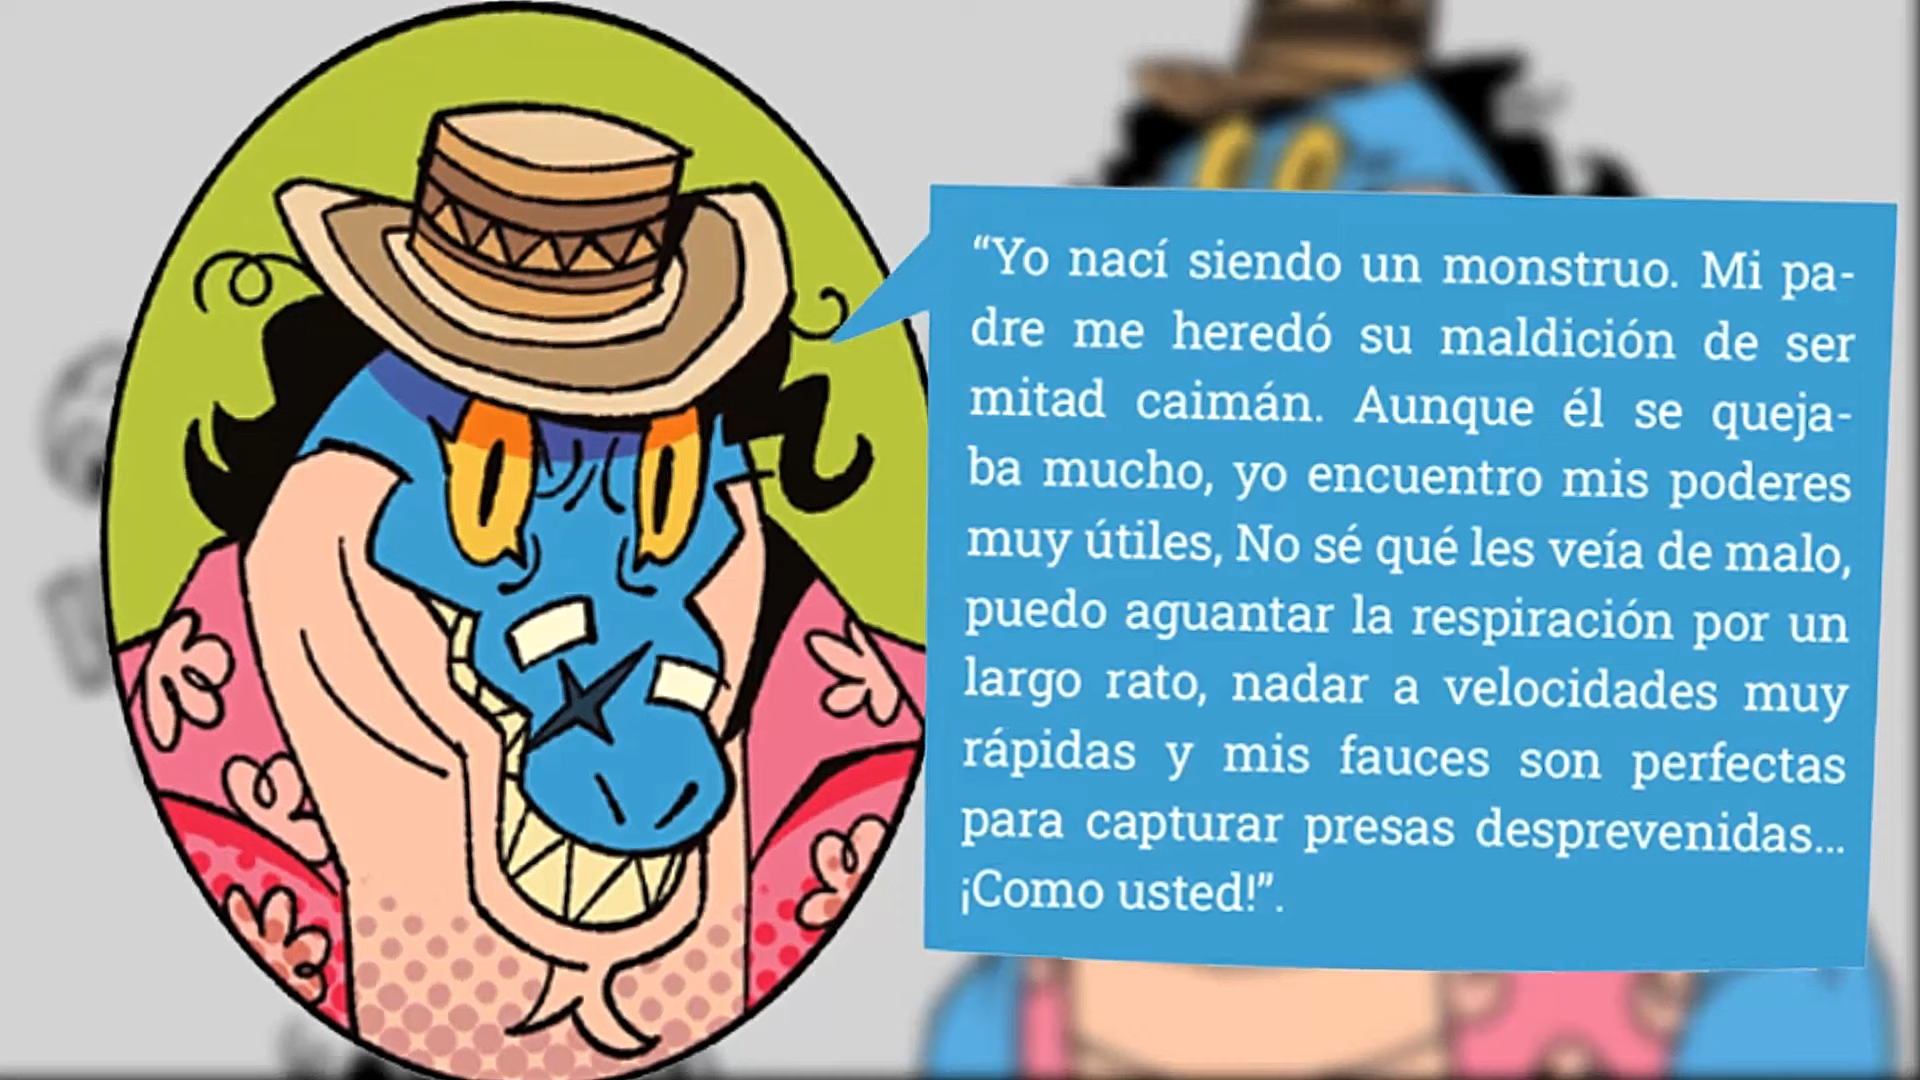 “Yo nací siendo un monstruo. Mi pa-
dre me heredó su maldición de ser
mitad caimán. Aunque él se queja-
ba mucho, yo encuentro mis poderes
muy útiles, No sé qué les veía de malo,
puedo aguantar la respiración por un
largo rato, nadar a velocidades muy
rápidas y mis fauces son perfectas
para capturar presas desprevenidas...
¡Como usted!”.